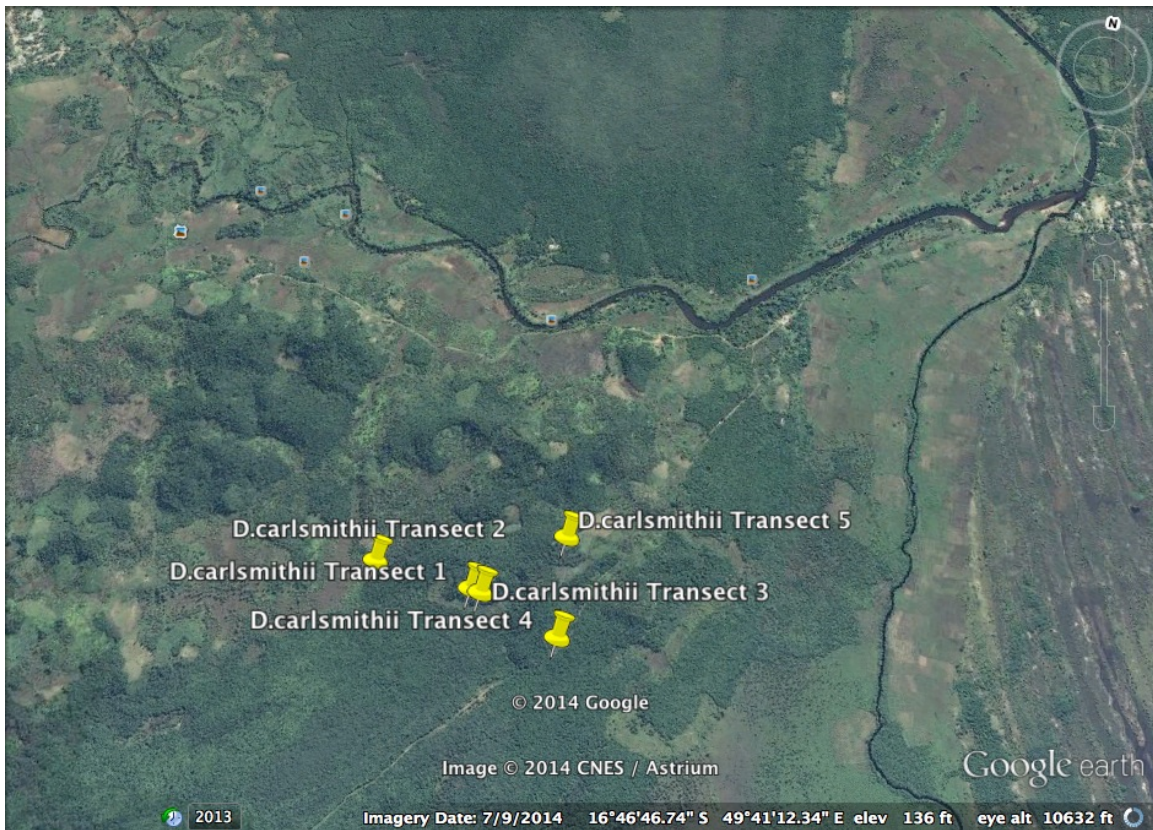 N
D.carlsmithii Transect 2
D.carlsmithii Transect 5
D.carlsmithii Transect 1
D.carlsmithii Transect 3
D.carlsmithii Transect 4
© 2014 Google
Image © 2014 CNES / Astrium
Google earth
2013
Imagery Date: 7/9/2014 16°46'46.74" S 49°41'12.34" E elev 136 ft eye alt 10632 ft